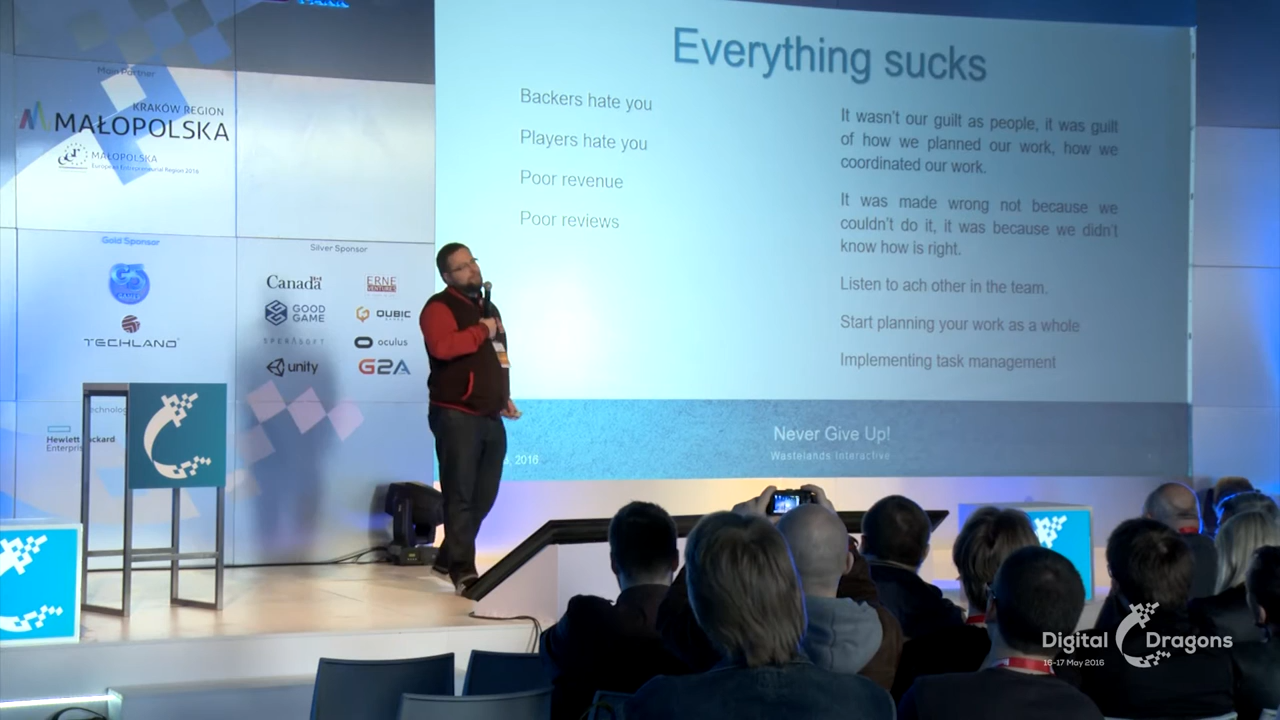 Main Partner
KRAKÓW REGION
MAŁOPOLSKA
MAŁOPOLSKA
European Entrepreneurial Region 2016
Gold Sponsor
TECHLAND
Silver Sponsor
Canada
ERNE
VENTURES
GOOD
GAME
QUBIC
GAMES
SPERASOFT
oculus
unity
G2A
Hewlett Packard
Enterprise
Everything sucks
Backers hate you
Players hate you
Poor revenue
Poor reviews
It wasn't our guilt as people, it was guilt
of how we planned our work, how we
coordinated our work.
It was made wrong not because we
couldn't do it, it was because we didn't
know how is right.
Listen to ach other in the team.
Start planning your work as a whole
Implementing task management
Never Give Up!
Wastelands Interactive
, 2016
Digital Dragons
16-17 May 2016